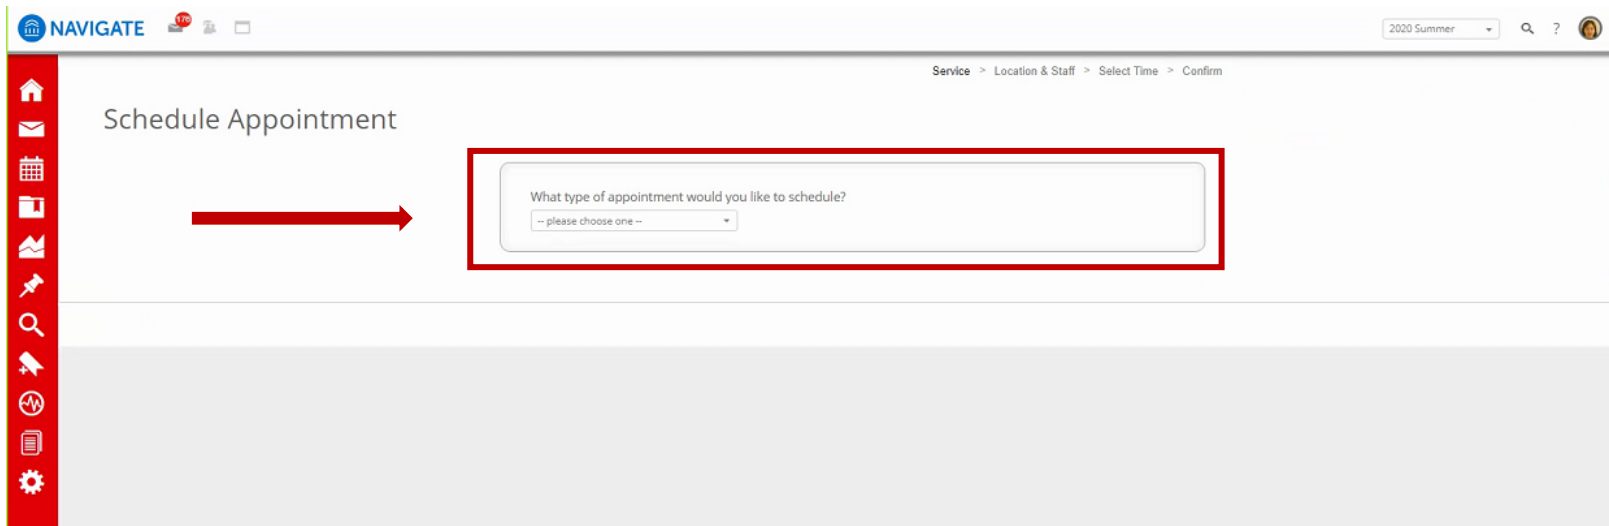 NAVIGATE
176
2020 Summer
?
Service > Location & Staff > Select Time > Confirm
Schedule Appointment
What type of appointment would you like to schedule?
-- please choose one --